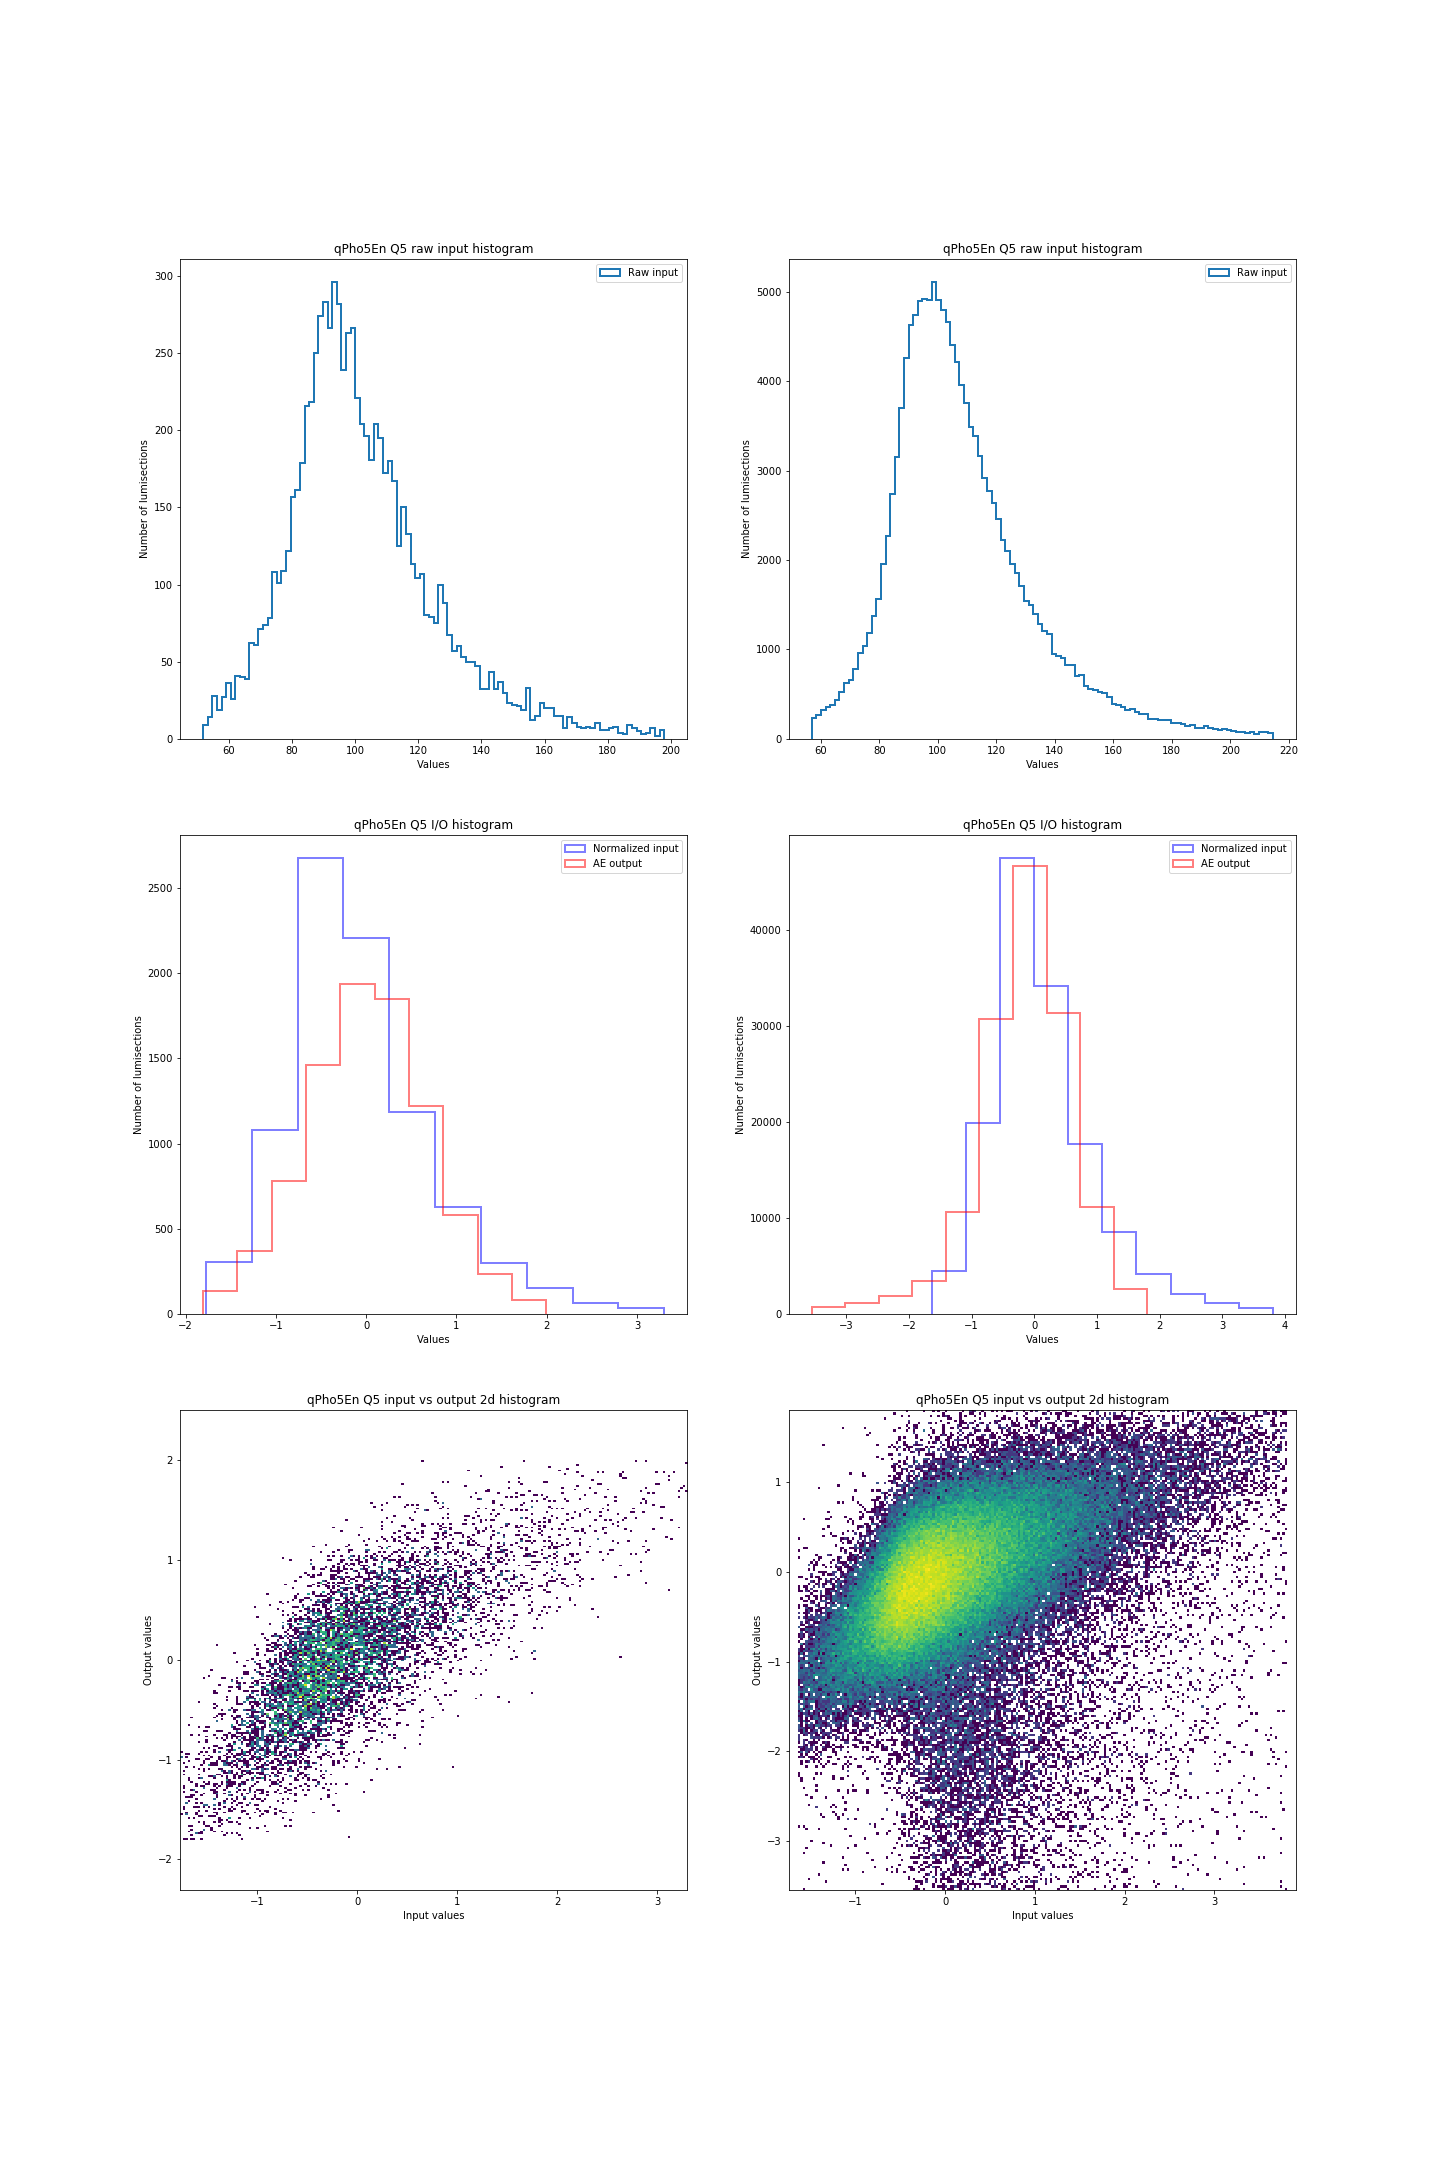 qPho5En Q5 raw input histogram
Raw input
300
250
200
150
100
50
0
Number of lumisections
60 80 100 120 140 160 180 200
Values
qPho5En Q5 raw input histogram
Raw input
5000
4000
3000
2000
1000
0
Number of lumisections
60 80 100 120 140 160 180 200 220
Values
qPho5En Q5 I/O histogram
Normalized input
AE output
2500
2000
1500
1000
500
0
Number of lumisections
−2 −1 0 1 2 3
Values
qPho5En Q5 I/O histogram
Normalized input
AE output
40000
30000
20000
10000
0
Number of lumisections
−3 −2 −1 0 1 2 3 4
Values
qPho5En Q5 input vs output 2d histogram
2
1
0
−1
−2
Output values
−1 0 1 2 3
Input values
qPho5En Q5 input vs output 2d histogram
1
0
−1
−2
−3
Output values
−1 0 1 2 3
Input values